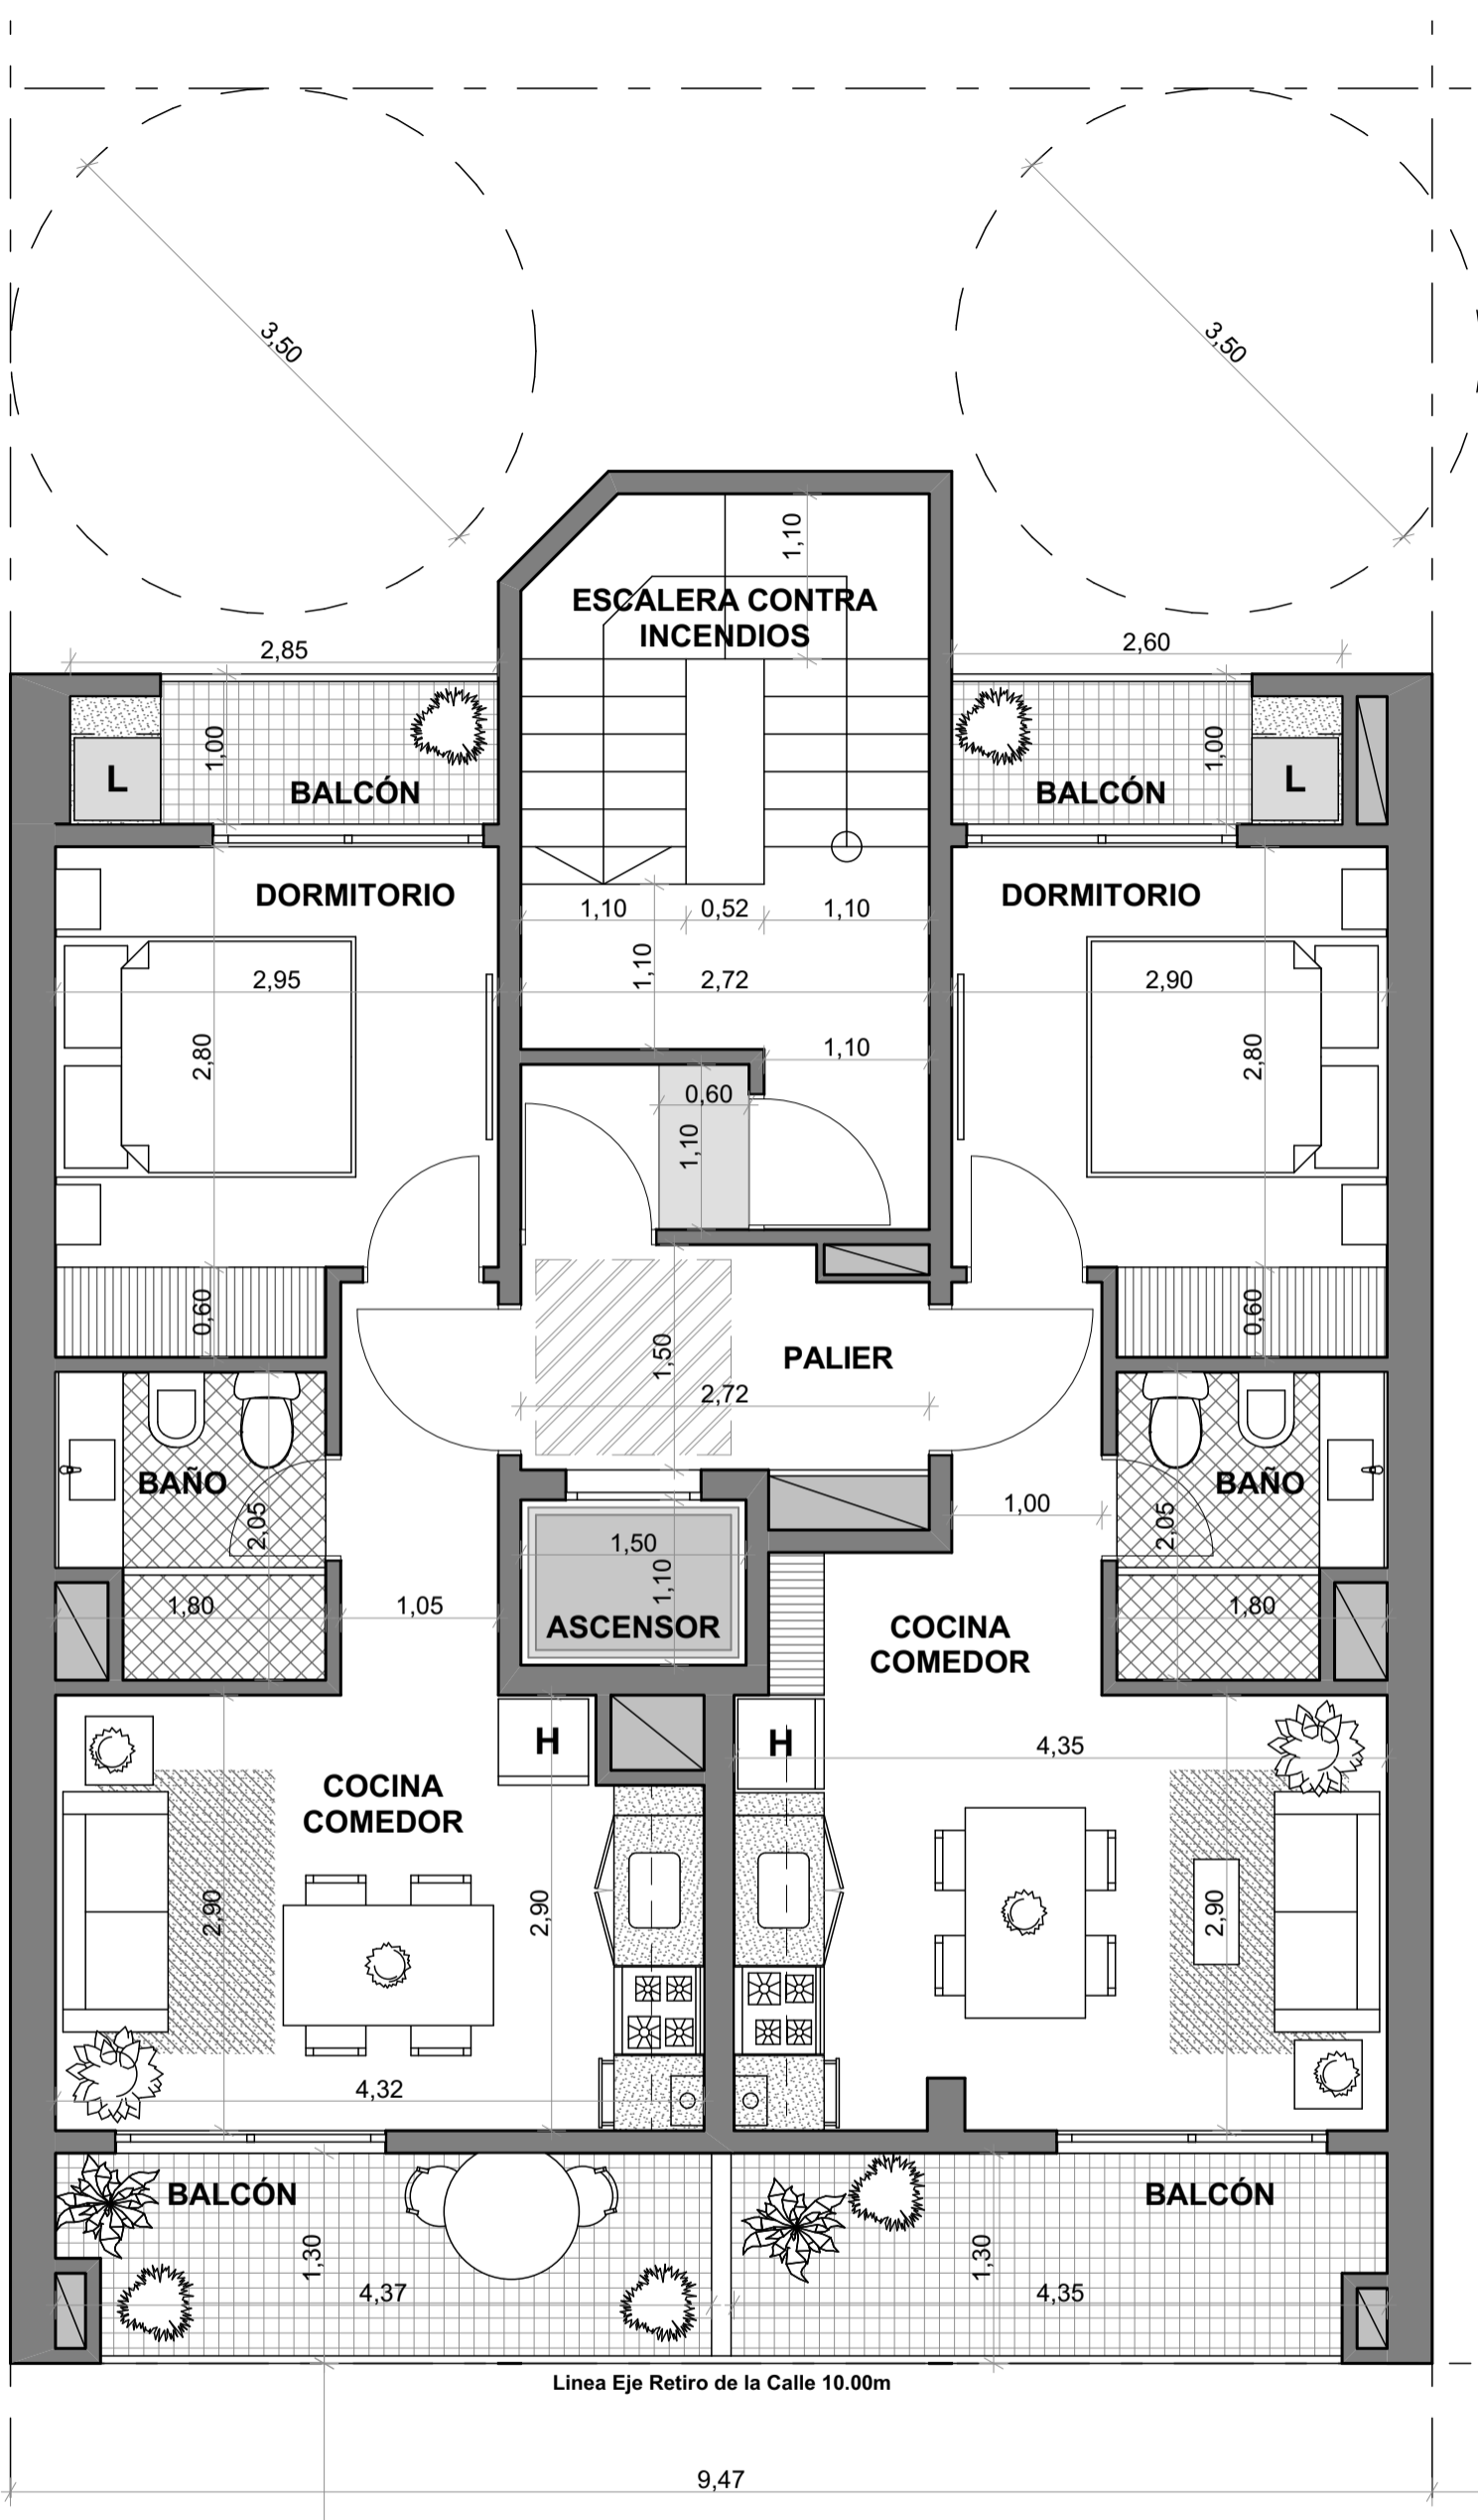 3,50
3,50
1,10
ESCALERA CONTRA
INCENDIOS
2,85
2,60
1,00
1,00
L
BALCÓN
BALCÓN
L
DORMITORIO
DORMITORIO
1,10
0,52
1,10
1,10
2,95
2,72
2,90
2,80
1,10
2,80
0,60
1,10
0,60
0,60
1,50
PALIER
2,72
BAÑO
BAÑO
2,05
1,00
2,05
1,50
1,10
1,80
1,05
ASCENSOR
COCINA
COMEDOR
1,80
H
H
4,35
COCINA
COMEDOR
2,90
2,90
2,90
4,32
BALCÓN
BALCÓN
1,30
1,30
4,37
4,35
Linea Eje Retiro de la Calle 10.00m
9,47